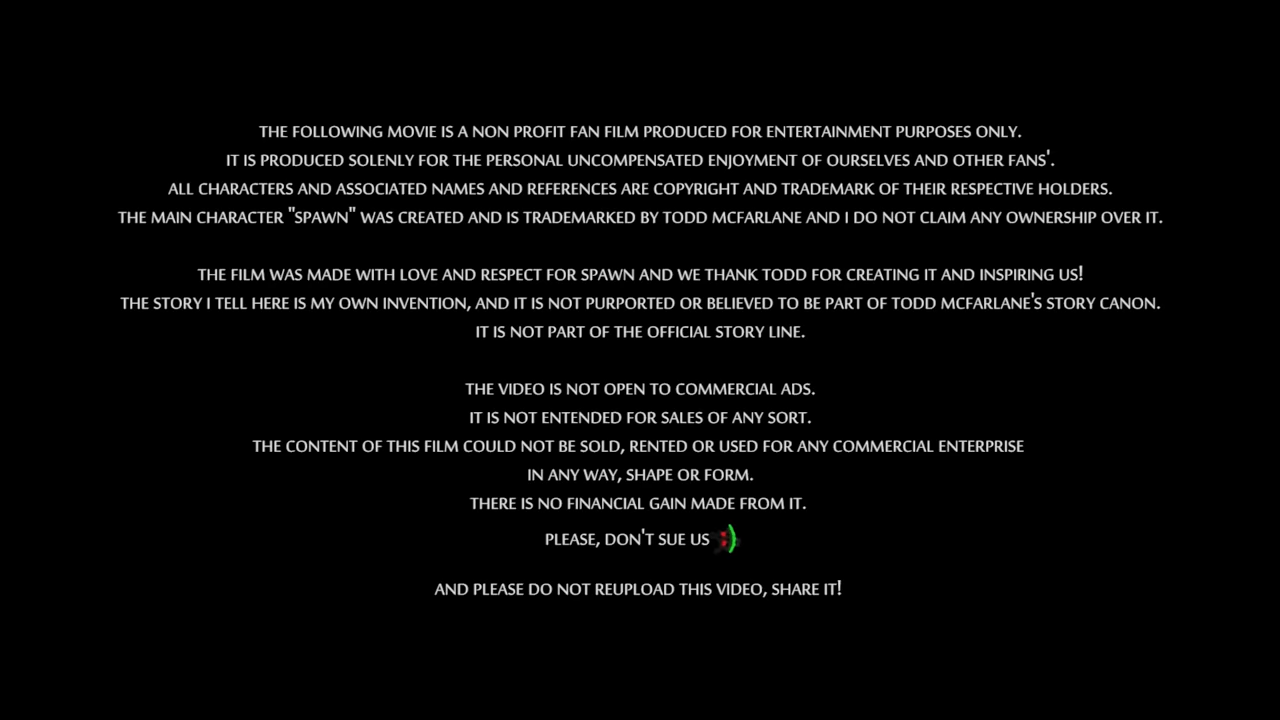 THE FOLLOWING MOVIE IS A NON PROFIT FAN FILM PRODUCED FOR ENTERTAINMENT PURPOSES ONLY.
IT IS PRODUCED SOLENLY FOR THE PERSONAL UNCOMPENSATED ENJOYMENT OF OURSELVES AND OTHER FANS'.
ALL CHARACTERS AND ASSOCIATED NAMES AND REFERENCES ARE COPYRIGHT AND TRADEMARK OF THEIR RESPECTIVE HOLDERS.
THE MAIN CHARACTER "SPAWN" WAS CREATED AND IS TRADEMARKED BY TODD MCFARLANE AND I DO NOT CLAIM ANY OWNERSHIP OVER IT.
THE FILM WAS MADE WITH LOVE AND RESPECT FOR SPAWN AND WE THANK TODD FOR CREATING IT AND INSPIRING US!
THE STORY I TELL HERE IS MY OWN INVENTION, AND IT IS NOT PURPORTED OR BELIEVED TO BE PART OF TODD MCFARLANE'S STORY CANON.
IT IS NOT PART OF THE OFFICIAL STORY LINE.
THE VIDEO IS NOT OPEN TO COMMERCIAL ADS.
IT IS NOT ENTENDED FOR SALES OF ANY SORT.
THE CONTENT OF THIS FILM COULD NOT BE SOLD, RENTED OR USED FOR ANY COMMERCIAL ENTERPRISE
IN ANY WAY, SHAPE OR FORM.
THERE IS NO FINANCIAL GAIN MADE FROM IT.
PLEASE, DON'T SUE US :)
AND PLEASE DO NOT REUPLOAD THIS VIDEO, SHARE IT!